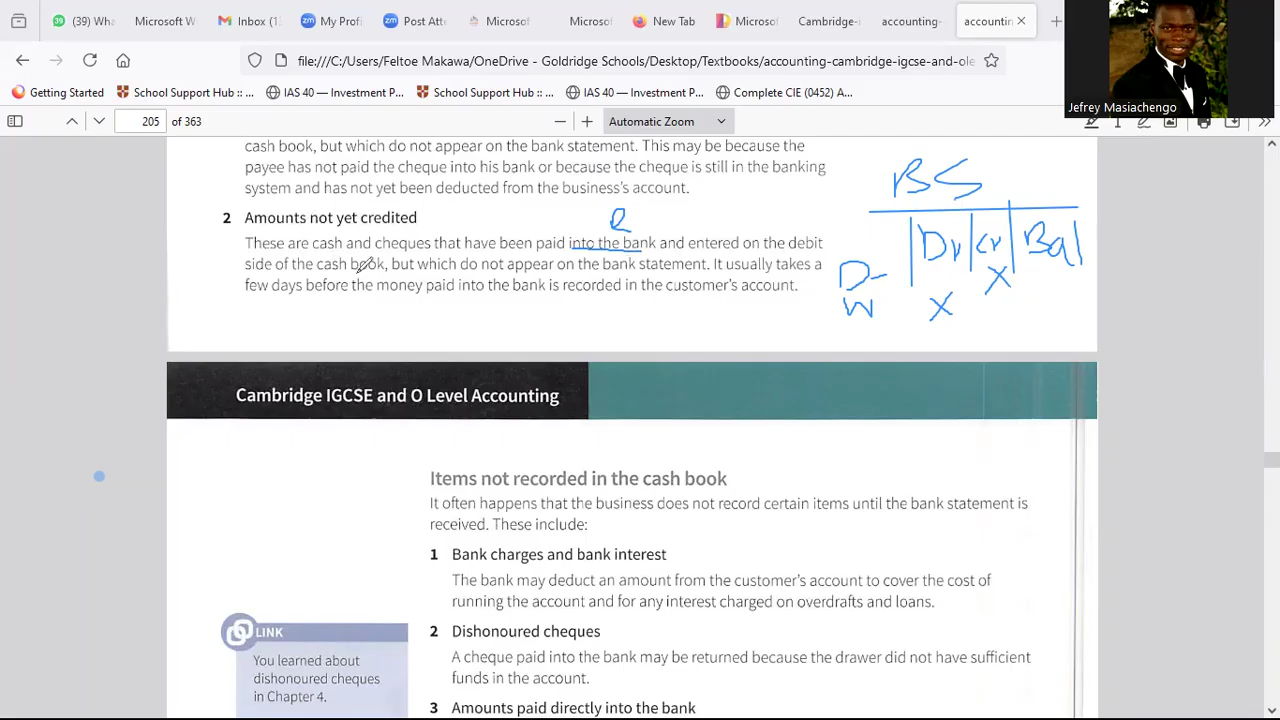 (39) Wha
Microsoft W
Inbox (1
My Profi
Post Atte
Microsof
Microsof
New Tab
Microso
Cambridge-i
accounting-
accountin
file:///C:/Users/Feltoe Makawa/OneDrive - Goldridge Schools/Desktop/Textbooks/accounting-cambridge-igcse-and-ole
Getting Started
School Support Hub :: ...
IAS 40 — Investment P...
School Support Hub :: ...
IAS 40 — Investment P...
Complete CIE (0452) A...
Jefrey Masiachengo
205 of 363
Automatic Zoom
cash book, but which do not appear on the bank statement. This may be because the
payee has not paid the cheque into his bank or because the cheque is still in the banking
system and has not yet been deducted from the business's account.
2 Amounts not yet credited
These are cash and cheques that have been paid into the bank and entered on the debit
side of the cash book, but which do not appear on the bank statement. It usually takes a
few days before the money paid into the bank is recorded in the customer's account.
BS
Dr Cr Bal
D- X
W X
Cambridge IGCSE and O Level Accounting
Items not recorded in the cash book
It often happens that the business does not record certain items until the bank statement is
received. These include:
1 Bank charges and bank interest
The bank may deduct an amount from the customer's account to cover the cost of
running the account and for any interest charged on overdrafts and loans.
2 Dishonoured cheques
A cheque paid into the bank may be returned because the drawer did not have sufficient
funds in the account.
3 Amounts paid directly into the bank
LINK
You learned about
dishonoured cheques
in Chapter 4.